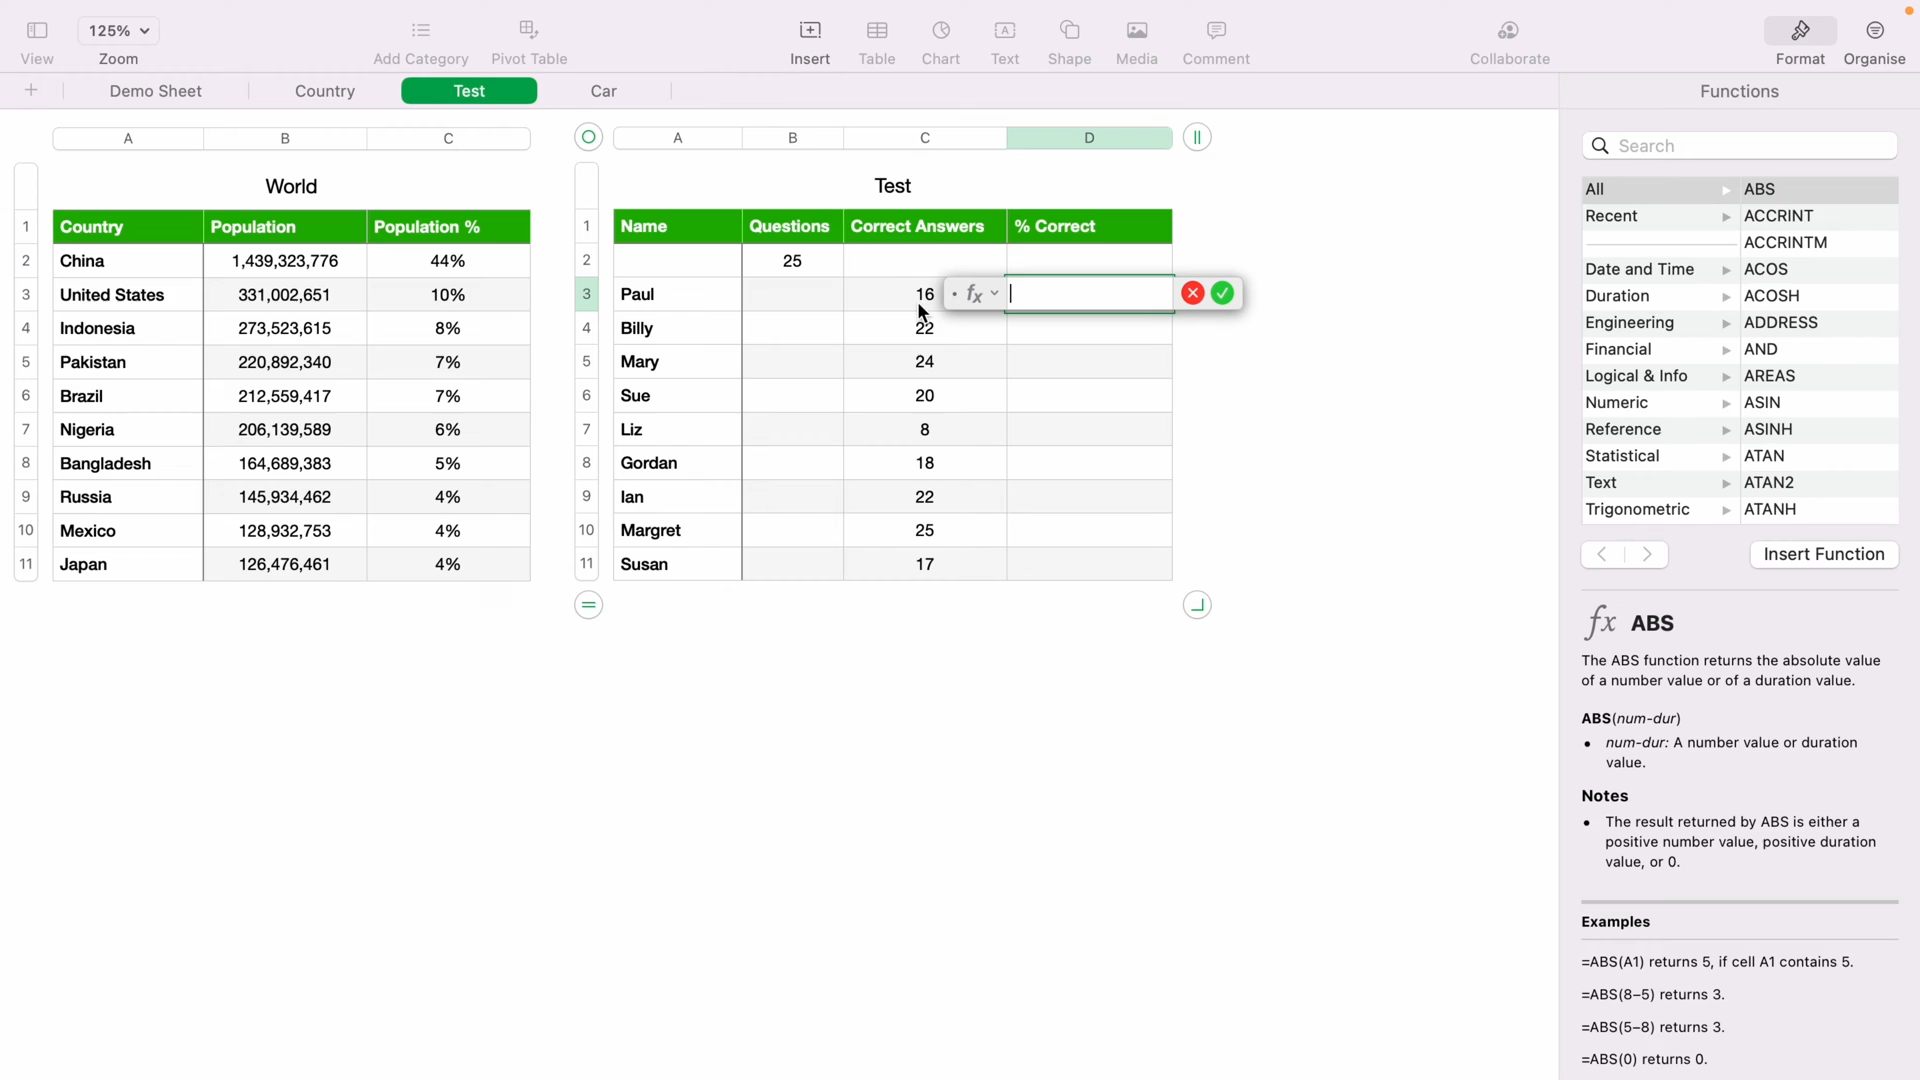 View
125%
Zoom
Add Category
Pivot Table
Insert
Table
Chart
Text
Shape
Media
Comment
Collaborate
Format
Organise
Demo Sheet
Country
Test
Car
Functions
A B C
World
Country Population Population %
1
2 China 1,439,323,776 44%
3 United States 331,002,651 10%
4 Indonesia 273,523,615 8%
5 Pakistan 220,892,340 7%
6 Brazil 212,559,417 7%
7 Nigeria 206,139,589 6%
8 Bangladesh 164,689,383 5%
9 Russia 145,934,462 4%
10 Mexico 128,932,753 4%
11 Japan 126,476,461 4%
A B C D
Test
1 Name Questions Correct Answers % Correct
2 25
3 Paul 16 fx
4 Billy 22
5 Mary 24
6 Sue 20
7 Liz 8
8 Gordan 18
9 Ian 22
10 Margret 25
11 Susan 17
Search
All ABS
Recent ACCRINT
ACCRINTM
Date and Time ACOS
Duration ACOSH
Engineering ADDRESS
Financial AND
Logical & Info AREAS
Numeric ASIN
Reference ASINH
Statistical ATAN
Text ATAN2
Trigonometric ATANH
Insert Function
fx ABS
The ABS function returns the absolute value
of a number value or of a duration value.
ABS(num-dur)
• num-dur: A number value or duration
value.
Notes
• The result returned by ABS is either a
positive number value, positive duration
value, or 0.
Examples
=ABS(A1) returns 5, if cell A1 contains 5.
=ABS(8–5) returns 3.
=ABS(5–8) returns 3.
=ABS(0) returns 0.